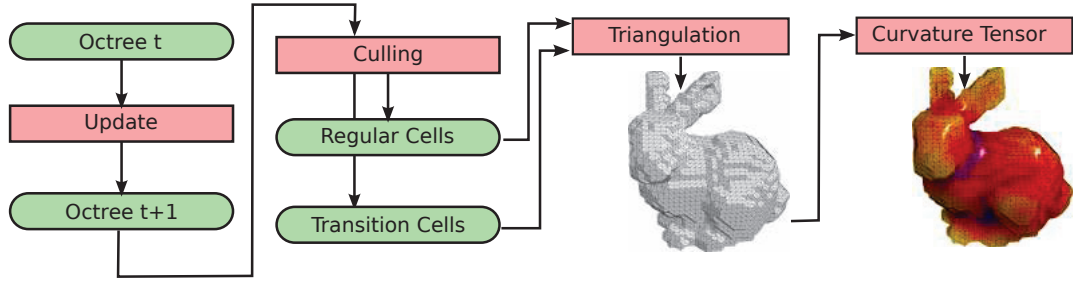 Octree t
Update
Octree t+1
Culling
Regular Cells
Transition Cells
Triangulation
Curvature Tensor